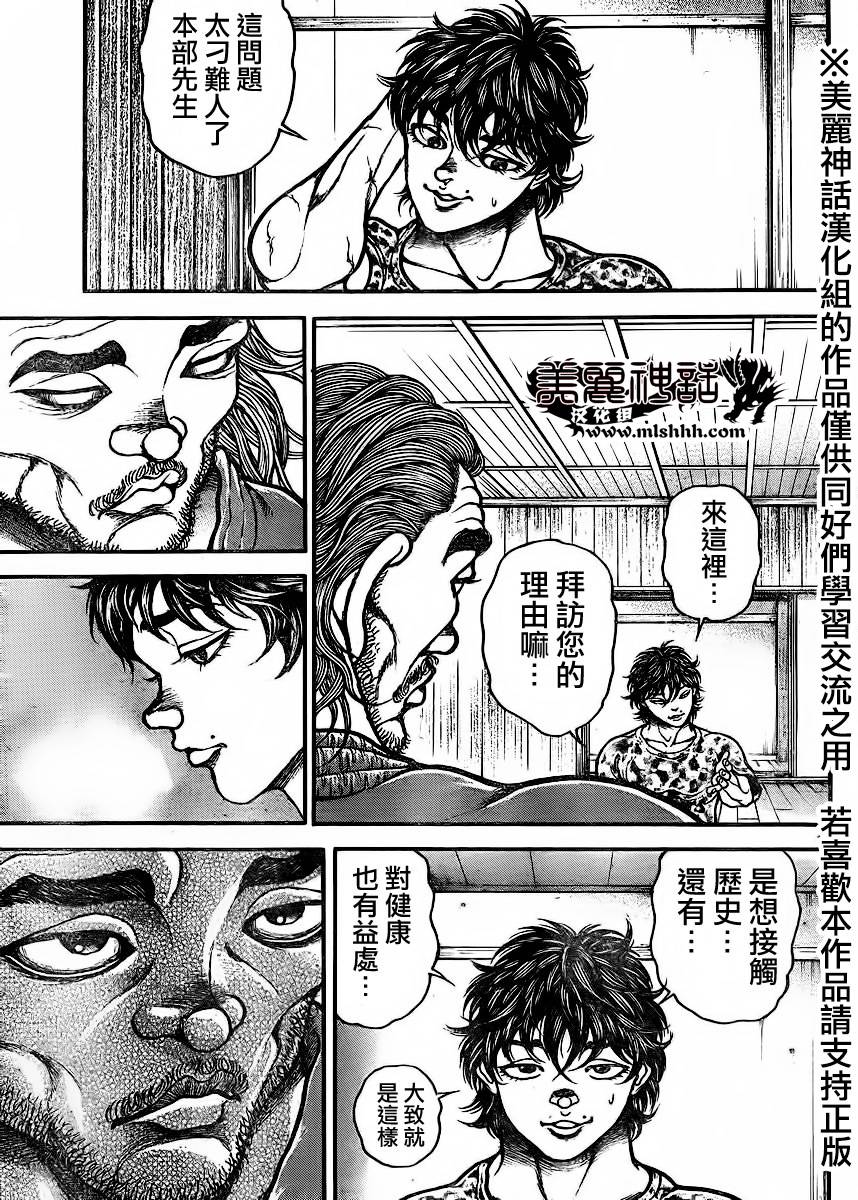 這問題
太刁難人了
本部先生
美麗神話
汉化组
www.mlshhh.com
來這裡…
拜訪您的
理由嘛…
是想接觸
歷史…
還有…
對健康
也有益處…
大致就
是這樣
※美麗神話漢化組的作品僅供同好們學習交流之用 若喜歡本作品請支持正版